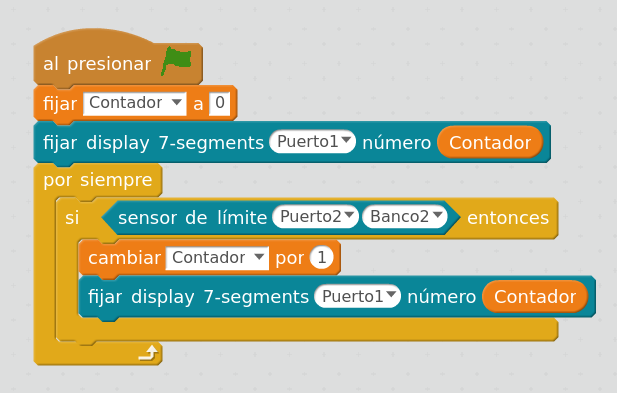 al presionar
fijar Contador a 0
fijar display 7-segments Puerto1 número Contador
por siempre
si sensor de límite Puerto2 Banco2 entonces
cambiar Contador por 1
fijar display 7-segments Puerto1 número Contador